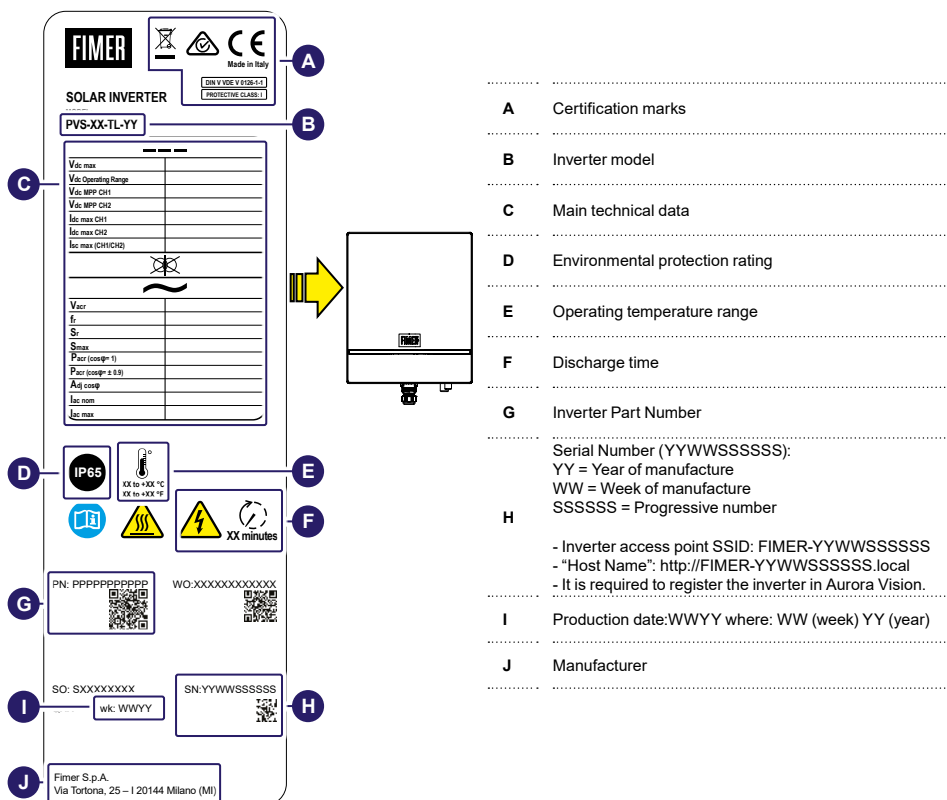 FIMER
Made in Italy
DIN V VDE V 0126-1-1
PROTECTIVE CLASS: I
A
SOLAR INVERTER
PVS-XX-TL-YY
B
C
Vdc max
Vdc Operating Range
Vdc MPP CH1
Vdc MPP CH2
Idc max CH1
Idc max CH2
Isc max (CH1/CH2)
Vacr
fr
Sr
Smax
Pacr (cosφ= 1)
Pacr (cosφ= ± 0.9)
Adj cosφ
Iac nom
Iac max
D
IP65
XX to +XX °C
XX to +XX °F
E
XX minutes
F
G
PN: PPPPPPPPPPP
WO:XXXXXXXXXXXX
SO: SXXXXXXXX
SN:YYWWSSSSSS
I
wk: WWYY
H
J
Fimer S.p.A.
Via Tortona, 25 – I 20144 Milano (MI)
FIMER
A Certification marks
B Inverter model
C Main technical data
D Environmental protection rating
E Operating temperature range
F Discharge time
G Inverter Part Number
H
Serial Number (YYWWSSSSSS):
YY = Year of manufacture
WW = Week of manufacture
SSSSSS = Progressive number
- Inverter access point SSID: FIMER-YYWWSSSSSS
- “Host Name”: http://FIMER-YYWWSSSSSS.local
- It is required to register the inverter in Aurora Vision.
I Production date:WWYY where: WW (week) YY (year)
J Manufacturer